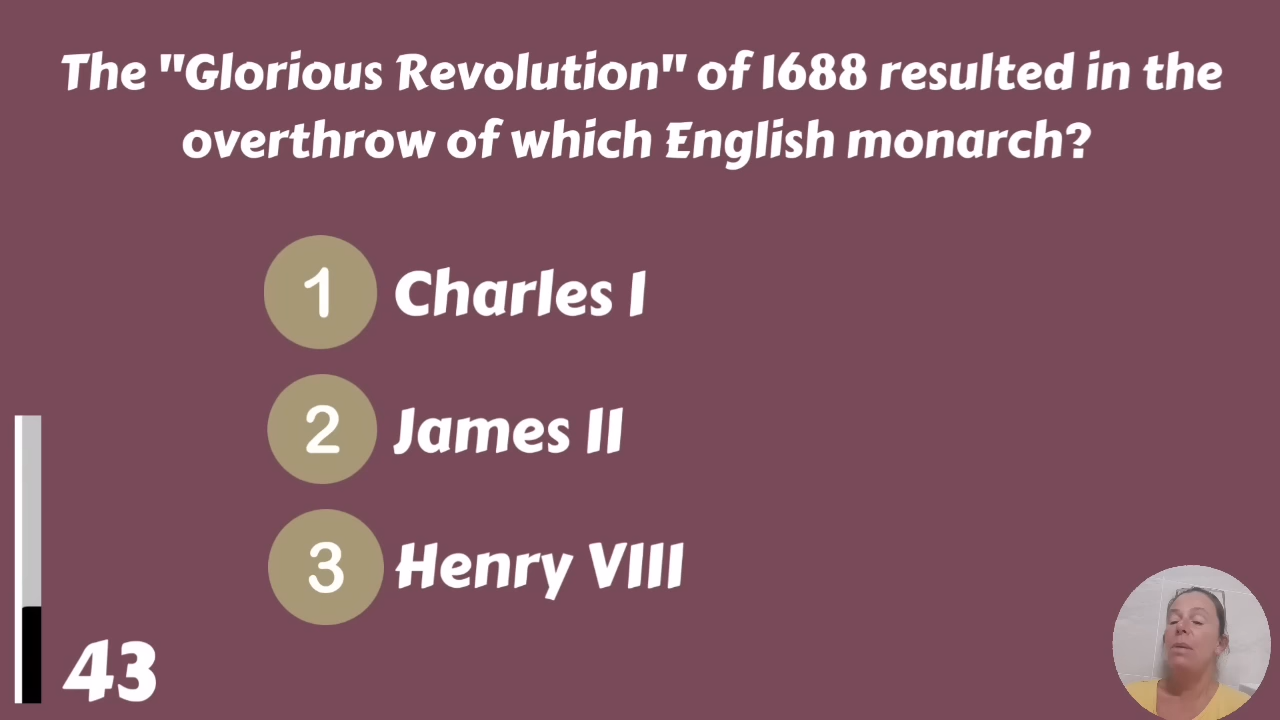 The "Glorious Revolution" of 1688 resulted in the
overthrow of which English monarch?
1 Charles I
2 James II
3 Henry VIII
43